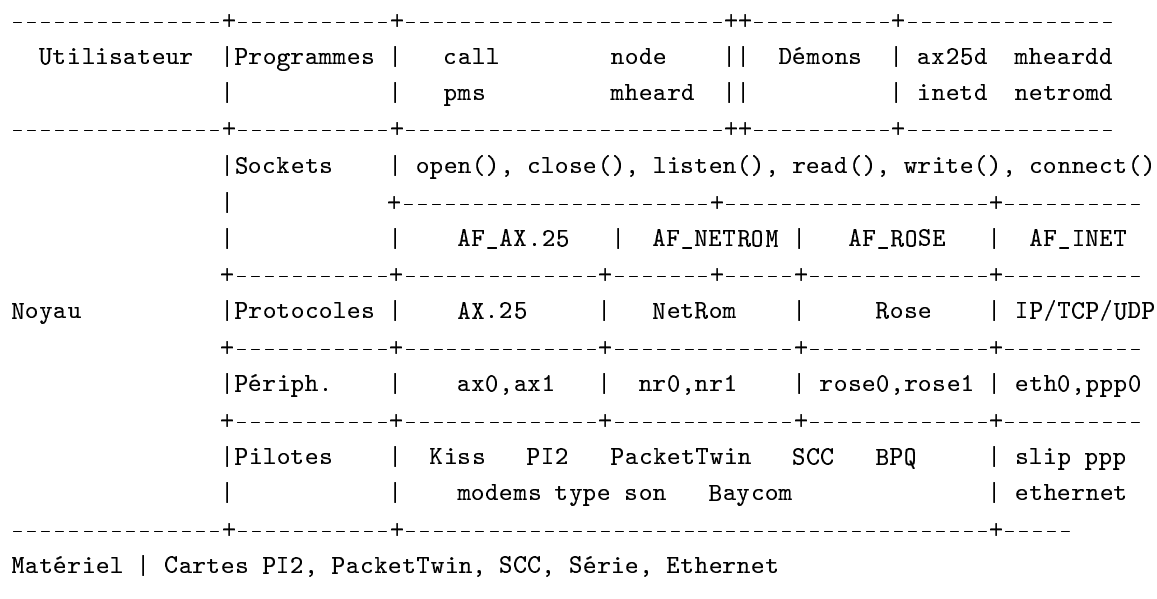 ---------------+-----------+-----------------------++----------+---------------
  Utilisateur  |Programmes |   call        node    ||  Démons  | ax25d  mheardd
               |           |   pms         mheard  ||          | inetd  netromd
---------------+-----------+-----------------------++----------+---------------
               |Sockets    | open(), close(), listen(), read(), write(), connect()
               |           +----------------------+-------------------+----------
               |           |    AF_AX.25   |  AF_NETROM |   AF_ROSE   |  AF_INET
               +-----------+--------------+-------+-----+-------------+----------
Noyau          |Protocoles |    AX.25     |   NetRom    |     Rose    | IP/TCP/UDP
               +-----------+--------------+-------------+-------------+----------
               |Périph.    |    ax0,ax1   |  nr0,nr1    | rose0,rose1 | eth0,ppp0
               +-----------+--------------+-------------+-------------+----------
               |Pilotes    |  Kiss   PI2   PacketTwin   SCC   BPQ     | slip ppp
               |           |    modems type son   Baycom              | ethernet
---------------+-----------+------------------------------------------+-----
Matériel | Cartes PI2, PacketTwin, SCC, Série, Ethernet